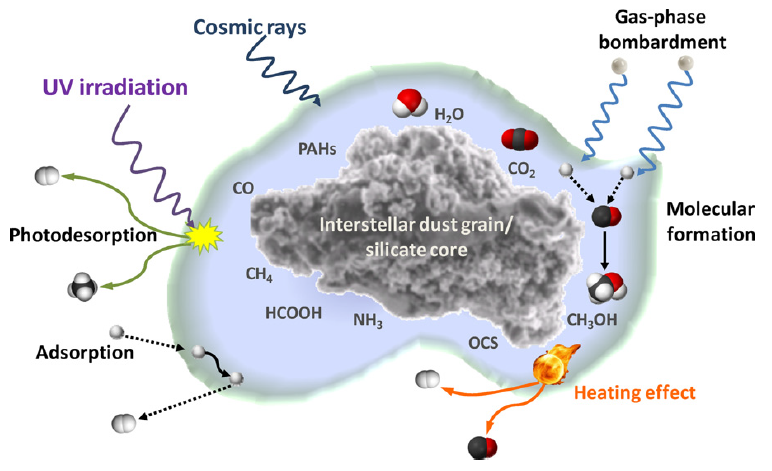 Cosmic rays
Gas-phase
bombardment
UV irradiation
H₂O
PAHs
CO₂
CO
Molecular
formation
Photodesorption
Interstellar dust grain/
silicate core
CH₄
HCOOH
NH₃
CH₃OH
OCS
Adsorption
Heating effect